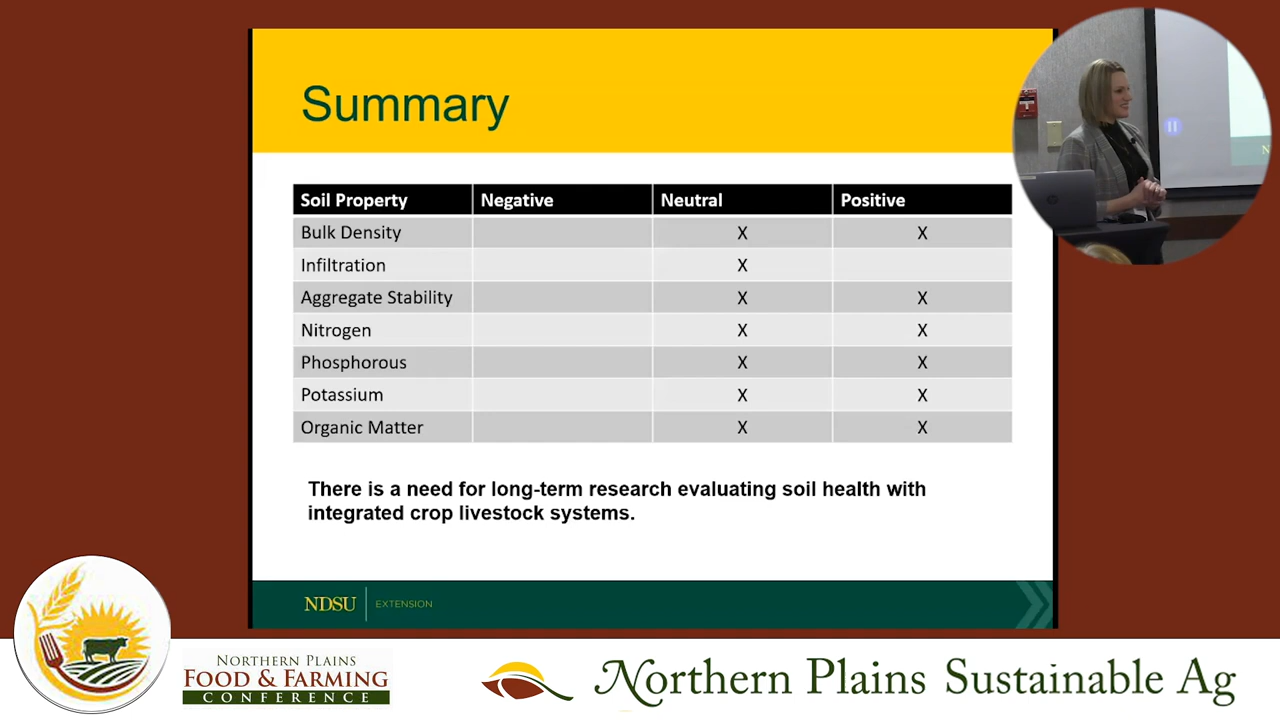 Summary
Soil Property Negative Neutral Positive
Bulk Density X X
Infiltration X
Aggregate Stability X X
Nitrogen X X
Phosphorous X X
Potassium X X
Organic Matter X X
There is a need for long-term research evaluating soil health with
integrated crop livestock systems.
NDSU EXTENSION
NORTHERN PLAINS
FOOD & FARMING
CONFERENCE
Northern Plains Sustainable Ag